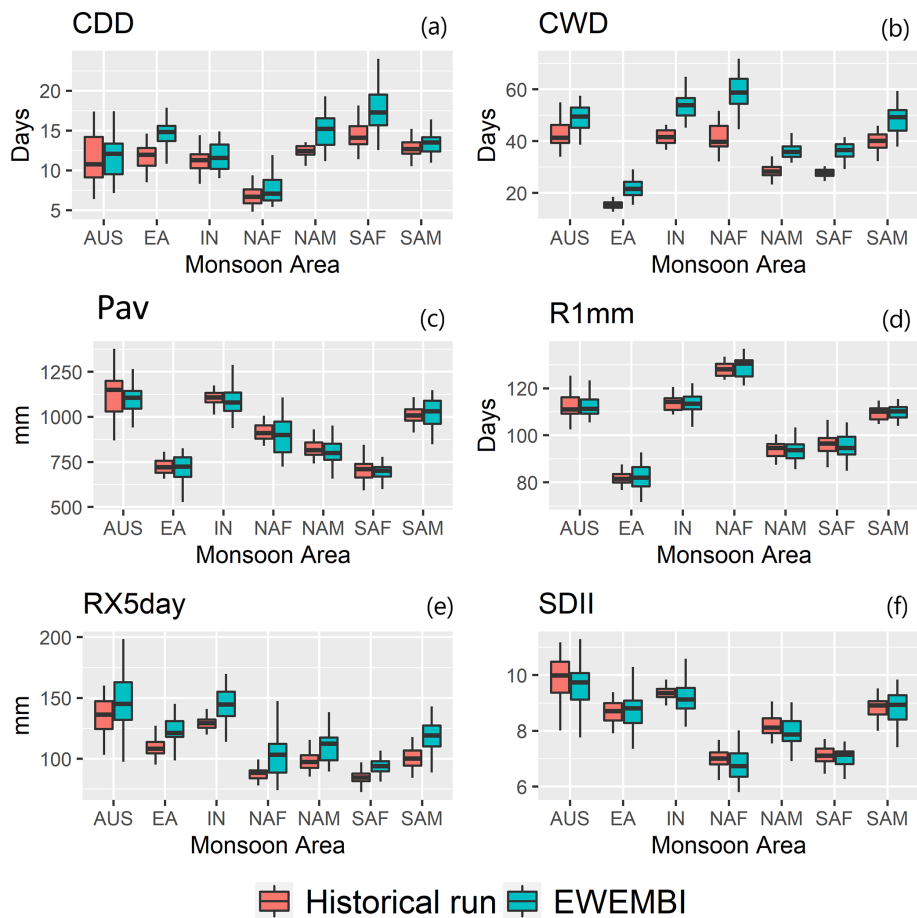 CDD
(a)
Days
20
15
10
5
AUS EA IN NAF NAM SAF SAM
Monsoon Area
CWD
(b)
Days
60
40
20
AUS EA IN NAF NAM SAF SAM
Monsoon Area
Pav
(c)
mm
1250
1000
750
500
AUS EA IN NAF NAM SAF SAM
Monsoon Area
R1mm
(d)
Days
120
100
80
AUS EA IN NAF NAM SAF SAM
Monsoon Area
RX5day
(e)
mm
200
150
100
AUS EA IN NAF NAM SAF SAM
Monsoon Area
SDII
(f)
10
8
6
AUS EA IN NAF NAM SAF SAM
Monsoon Area
Historical run EWEMBI